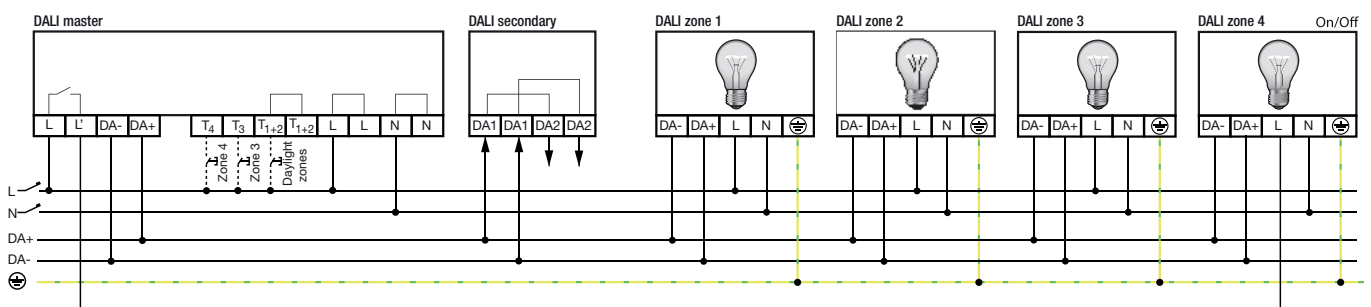 DALI master
DALI secondary
DALI zone 1
DALI zone 2
DALI zone 3
DALI zone 4 On/Off
L L' DA- DA+ T4 T3 T1+2 T1+2 L L N N
DA1 DA1 DA2 DA2
DA- DA+ L N
DA- DA+ L N
DA- DA+ L N
DA- DA+ L N
Zone 4
Zone 3
Daylight
zones
L
N
DA+
DA-